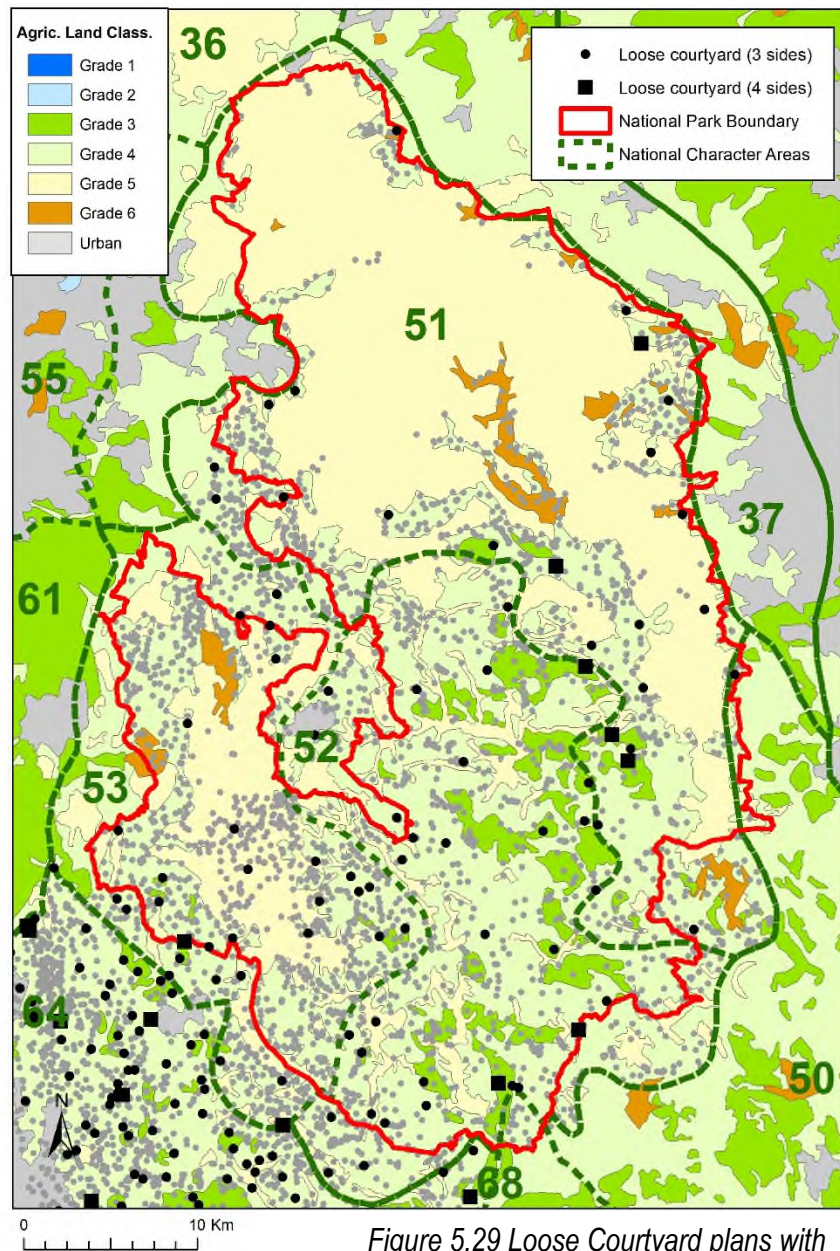 Agric. Land Class.
Grade 1
Grade 2
Grade 3
Grade 4
Grade 5
Grade 6
Urban
Loose courtyard (3 sides)
Loose courtyard (4 sides)
National Park Boundary
National Character Areas
36
51
55
37
61
52
53
64
50
68
N
0 10 Km
Figure 5.29 Loose Courtyard plans with